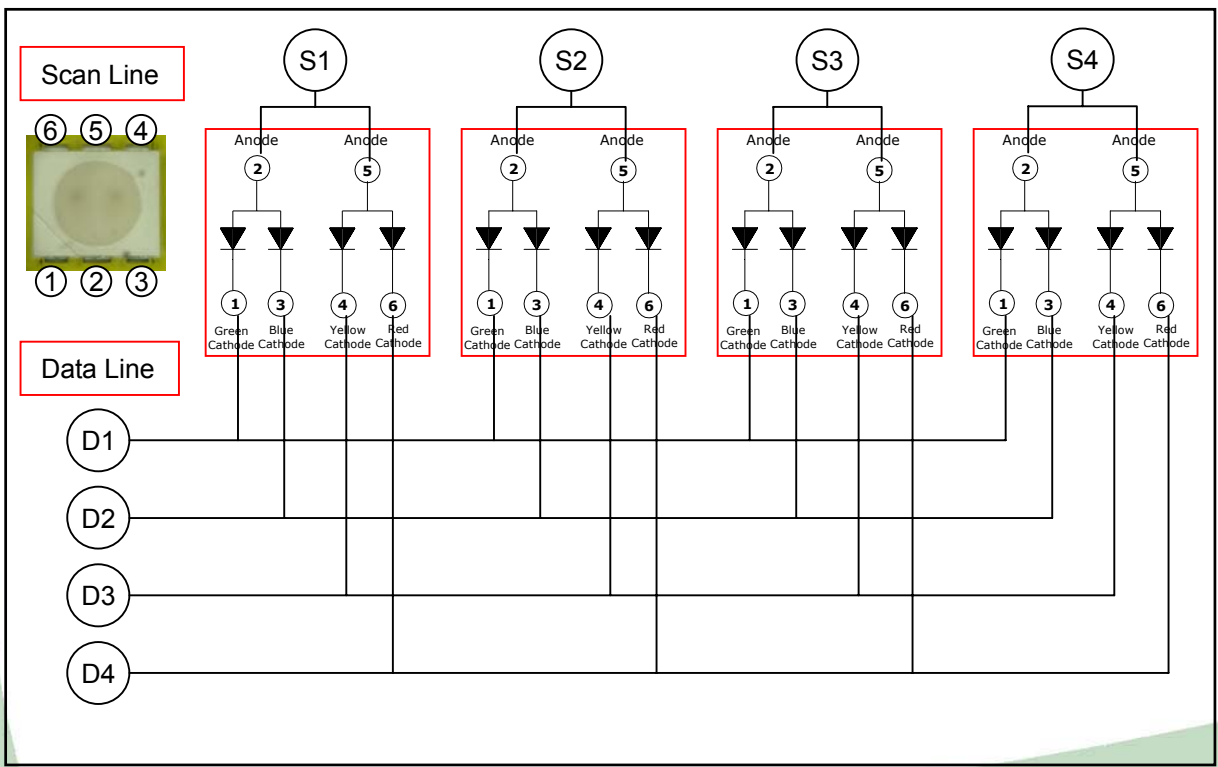 S1 S2 S3 S4
Scan Line
6 5 4
Anode Anode Anode Anode Anode Anode Anode Anode
2 5 2 5 2 5 2 5
1 2 3
1 3 4 6 1 3 4 6 1 3 4 6 1 3 4 6
Green Blue Yellow Red Green Blue Yellow Red Green Blue Yellow Red Green Blue Yellow Red
Cathode Cathode Cathode Cathode Cathode Cathode Cathode Cathode Cathode Cathode Cathode Cathode Cathode Cathode Cathode Cathode
Data Line
D1
D2
D3
D4